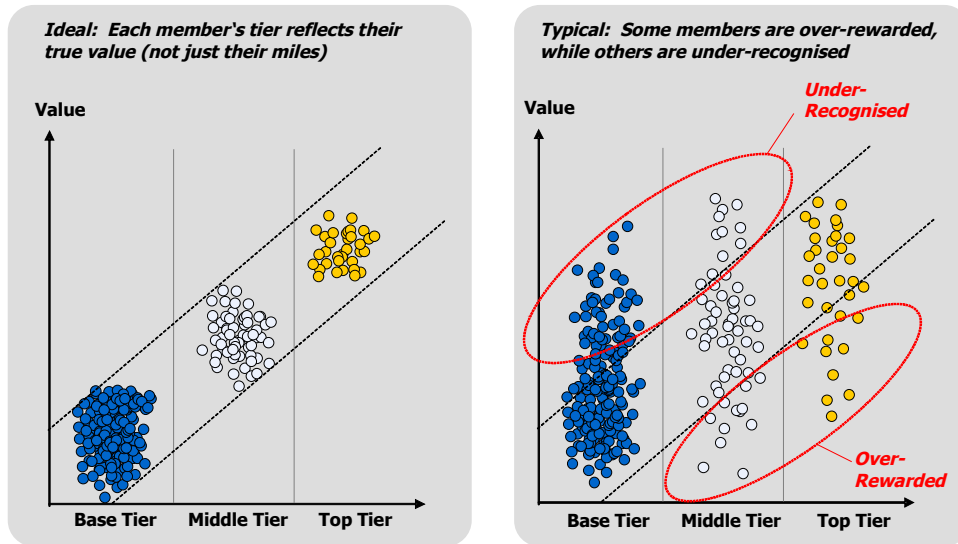 Ideal:  Each member‘s tier reflects their
true value (not just their miles)
Value
Base Tier
Middle Tier
Top Tier
Typical:  Some members are over-rewarded,
while others are under-recognised
Under-
Recognised
Value
Over-
Rewarded
Base Tier
Middle Tier
Top Tier